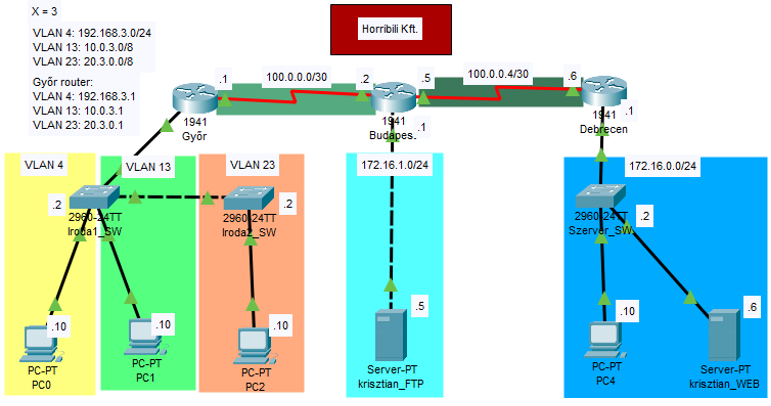 X = 3
VLAN 4: 192.168.3.0/24
VLAN 13: 10.0.3.0/8
VLAN 23: 20.3.0.0/8
Győr router:
VLAN 4: 192.168.3.1
VLAN 13: 10.0.3.1
VLAN 23: 20.3.0.1
Horribili Kft.
.1
100.0.0.0/30
.2
.5
100.0.0.4/30
.6
1941
Győr
1941
Budapest
.1
1941
Debrecen
.1
VLAN 4
VLAN 13
VLAN 23
172.16.1.0/24
172.16.0.0/24
.2
2960-24TT
Iroda1_SW
2960-24TT
Iroda2_SW
.2
2960-24TT
Szerver_SW
.2
.10
PC-PT
PC0
.10
PC-PT
PC1
.10
PC-PT
PC2
.5
Server-PT
krisztian_FTP
.10
PC-PT
PC4
.6
Server-PT
krisztian_WEB